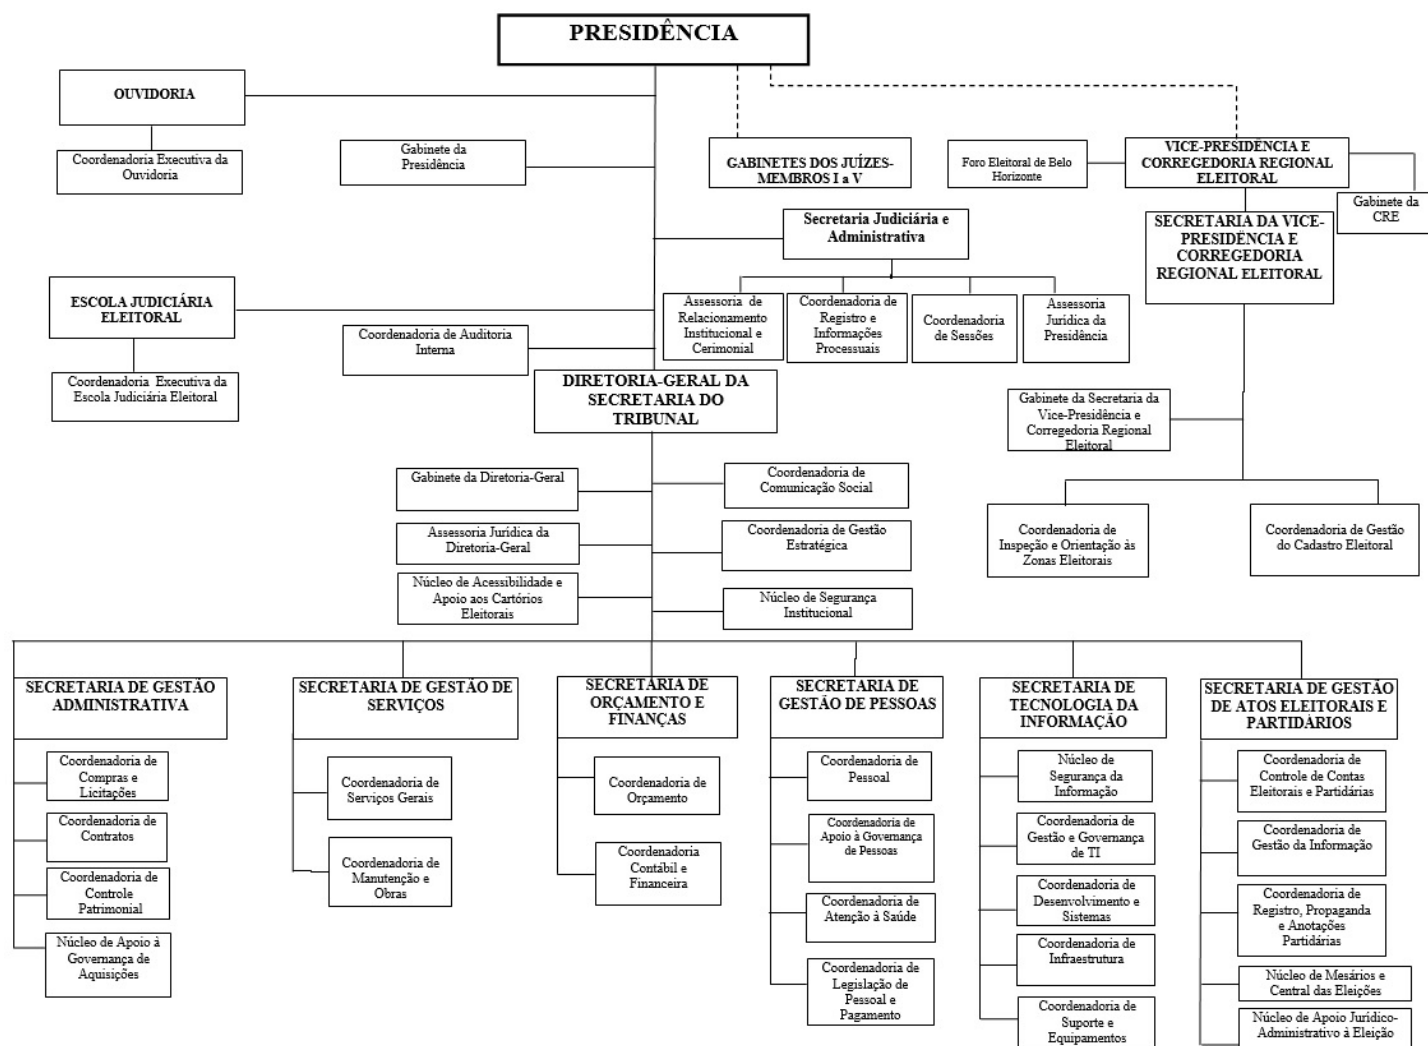 PRESIDÊNCIA
OUVIDORIA
Coordenadoria Executiva da
Ouvidoria
Gabinete da
Presidência
GABINETES DOS JUÍZES-
MEMBROS I a V
Foro Eleitoral de Belo
Horizonte
VICE-PRESIDÊNCIA E
CORREGEDORIA REGIONAL
ELEITORAL
Gabinete da
CRE
Secretaria Judiciária e
Administrativa
SECRETARIA DA VICE-
PRESIDÊNCIA E
CORREGEDORIA
REGIONAL ELEITORAL
ESCOLA JUDICIÁRIA
ELEITORAL
Coordenadoria Executiva da
Escola Judiciária Eleitoral
Coordenadoria de Auditoria
Interna
Assessoria de
Relacionamento
Institucional e
Cerimonial
Coordenadoria de
Registro e
Informações
Processuais
Coordenadoria
de Sessões
Assessoria
Jurídica da
Presidência
DIRETORIA-GERAL DA
SECRETARIA DO
TRIBUNAL
Gabinete da Secretaria da
Vice-Presidência e
Corregedoria Regional
Eleitoral
Gabinete da Diretoria-Geral
Coordenadoria de
Comunicação Social
Assessoria Jurídica da
Diretoria-Geral
Coordenadoria de Gestão
Estratégica
Núcleo de Acessibilidade e
Apoio aos Cartórios
Eleitorais
Núcleo de Segurança
Institucional
Coordenadoria de
Inspeção e Orientação às
Zonas Eleitorais
Coordenadoria de Gestão
do Cadastro Eleitoral
SECRETARIA DE GESTÃO
ADMINISTRATIVA
Coordenadoria de
Compras e
Licitações
Coordenadoria de
Contratos
Coordenadoria de
Controle
Patrimonial
Núcleo de Apoio à
Governança de
Aquisições
SECRETARIA DE GESTÃO DE
SERVIÇOS
Coordenadoria de
Serviços Gerais
Coordenadoria de
Manutenção e
Obras
SECRETARIA DE
ORÇAMENTO E
FINANÇAS
Coordenadoria de
Orçamento
Coordenadoria
Contábil e
Financeira
SECRETARIA DE
GESTÃO DE PESSOAS
Coordenadoria de
Pessoal
Coordenadoria de
Apoio à Governança
de Pessoas
Coordenadoria de
Atenção à Saúde
Coordenadoria de
Legislação de
Pessoal e
Pagamento
SECRETARIA DE
TECNOLOGIA DA
INFORMAÇÃO
Núcleo de
Segurança da
Informação
Coordenadoria de
Gestão e Governança
de TI
Coordenadoria de
Desenvolvimento e
Sistemas
Coordenadoria de
Infraestrutura
Coordenadoria de
Suporte e
Equipamentos
SECRETARIA DE GESTÃO
DE ATOS ELEITORAIS E
PARTIDÁRIOS
Coordenadoria de
Controle de Contas
Eleitorais e Partidárias
Coordenadoria de
Gestão da Informação
Coordenadoria de
Registro, Propaganda
e Anotações
Partidárias
Núcleo de Mesários e
Central das Eleições
Núcleo de Apoio Jurídico-
Administrativo à Eleição